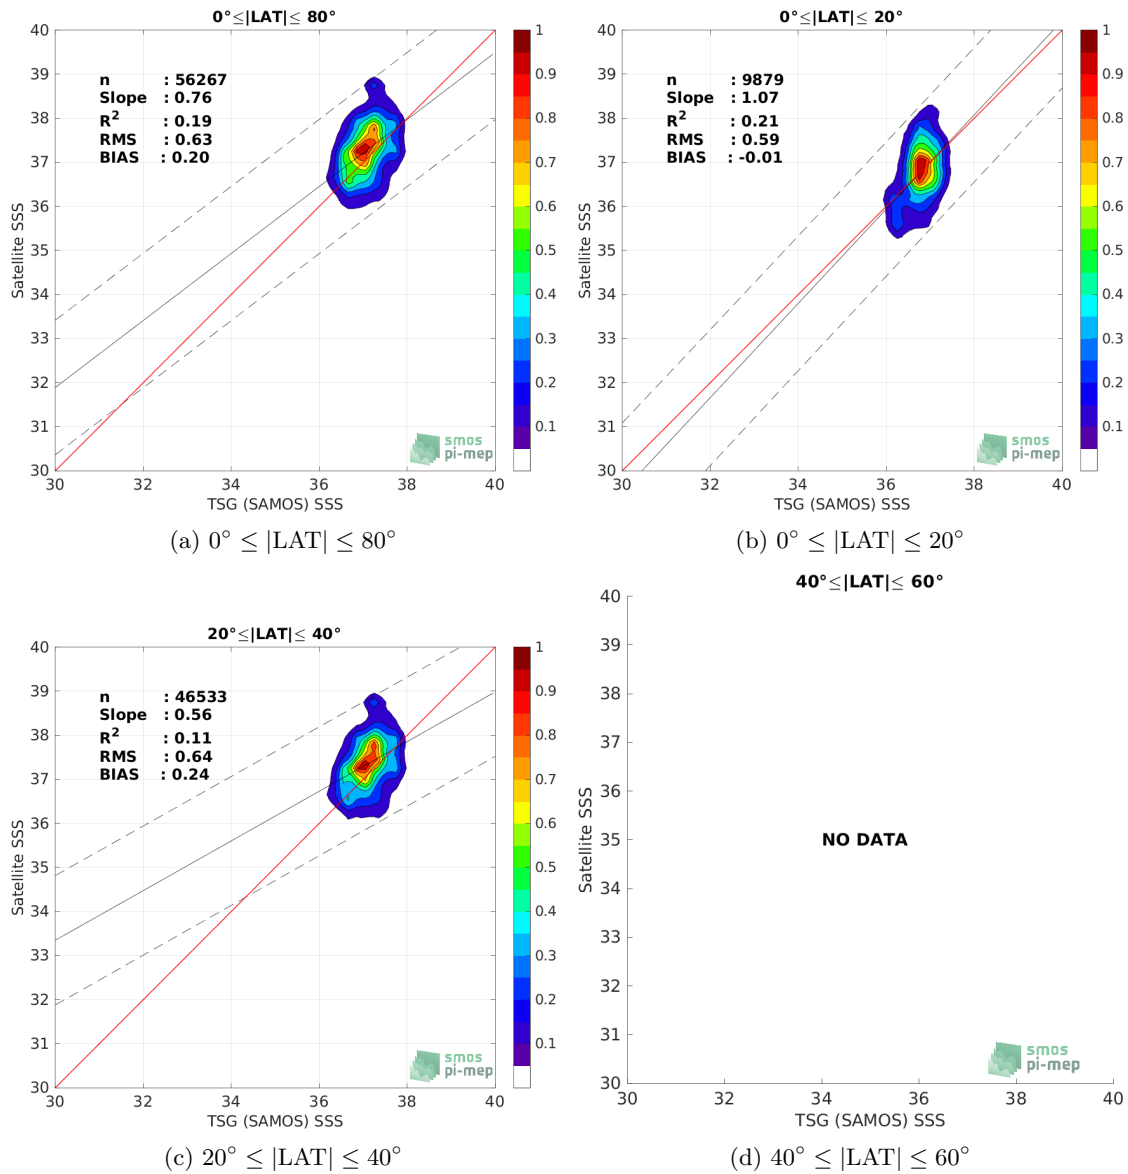 0°≤|LAT|≤ 80°
40
39
38
37
36
35
34
33
32
31
30
Satellite SSS
n : 56267
Slope : 0.76
R² : 0.19
RMS : 0.63
BIAS : 0.20
smos
pi-mep
30 32 34 36 38 40
TSG (SAMOS) SSS
1
0.9
0.8
0.7
0.6
0.5
0.4
0.3
0.2
0.1
(a) 0° ≤ |LAT| ≤ 80°
0°≤|LAT|≤ 20°
40
39
38
37
36
35
34
33
32
31
30
Satellite SSS
n : 9879
Slope : 1.07
R² : 0.21
RMS : 0.59
BIAS : -0.01
smos
pi-mep
30 32 34 36 38 40
TSG (SAMOS) SSS
1
0.9
0.8
0.7
0.6
0.5
0.4
0.3
0.2
0.1
(b) 0° ≤ |LAT| ≤ 20°
20°≤|LAT|≤ 40°
40
39
38
37
36
35
34
33
32
31
30
Satellite SSS
n : 46533
Slope : 0.56
R² : 0.11
RMS : 0.64
BIAS : 0.24
smos
pi-mep
30 32 34 36 38 40
TSG (SAMOS) SSS
1
0.9
0.8
0.7
0.6
0.5
0.4
0.3
0.2
0.1
(c) 20° ≤ |LAT| ≤ 40°
40°≤|LAT|≤ 60°
40
39
38
37
36
35
34
33
32
31
30
Satellite SSS
NO DATA
smos
pi-mep
30 32 34 36 38 40
TSG (SAMOS) SSS
(d) 40° ≤ |LAT| ≤ 60°